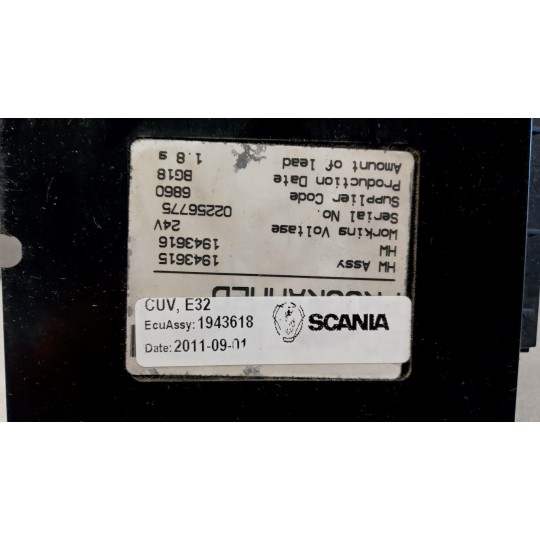 CUV, E32
EcuAssy: 1943618
Date: 2011-09-01
SCANIA
HW Assy 1943615
HW 1943616
Working Voltage 24V
Serial No. 02256775
Supplier Code 6860
Production Date BG18
Amount of lead 1.8 g